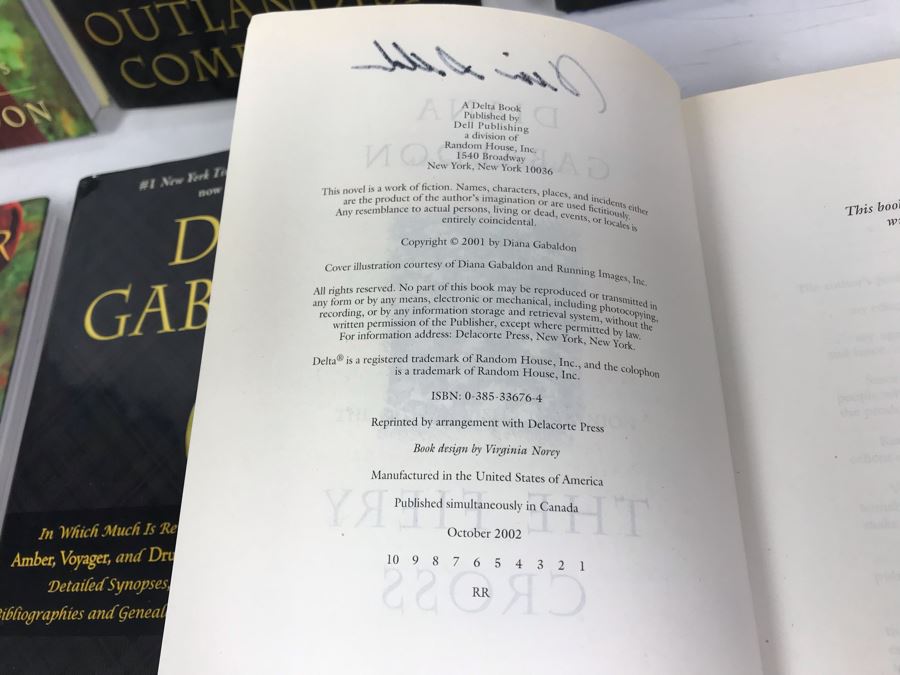 OUTLANDISH
COMP
ON
R
#1 New York Ti
now
D
GAB
In Which Much Is Re
Amber, Voyager, and Dru
Detailed Synopses,
Bibliographies and Geneal
A Delta Book
Published by
Dell Publishing
a division of
Random House, Inc.
1540 Broadway
New York, New York 10036
This novel is a work of fiction. Names, characters, places, and incidents either
are the product of the author's imagination or are used fictitiously.
Any resemblance to actual persons, living or dead, events, or locales is
entirely coincidental.
Copyright © 2001 by Diana Gabaldon
Cover illustration courtesy of Diana Gabaldon and Running Images, Inc.
All rights reserved. No part of this book may be reproduced or transmitted in
any form or by any means, electronic or mechanical, including photocopying,
recording, or by any information storage and retrieval system, without the
written permission of the Publisher, except where permitted by law.
For information address: Delacorte Press, New York, New York.
Delta® is a registered trademark of Random House, Inc., and the colophon
is a trademark of Random House, Inc.
ISBN: 0-385-33676-4
Reprinted by arrangement with Delacorte Press
Book design by Virginia Norey
Manufactured in the United States of America
Published simultaneously in Canada
October 2002
10 9 8 7 6 5 4 3 2 1
RR
DIANA
GABALDON
THE FIERY
CROSS
This boo
w